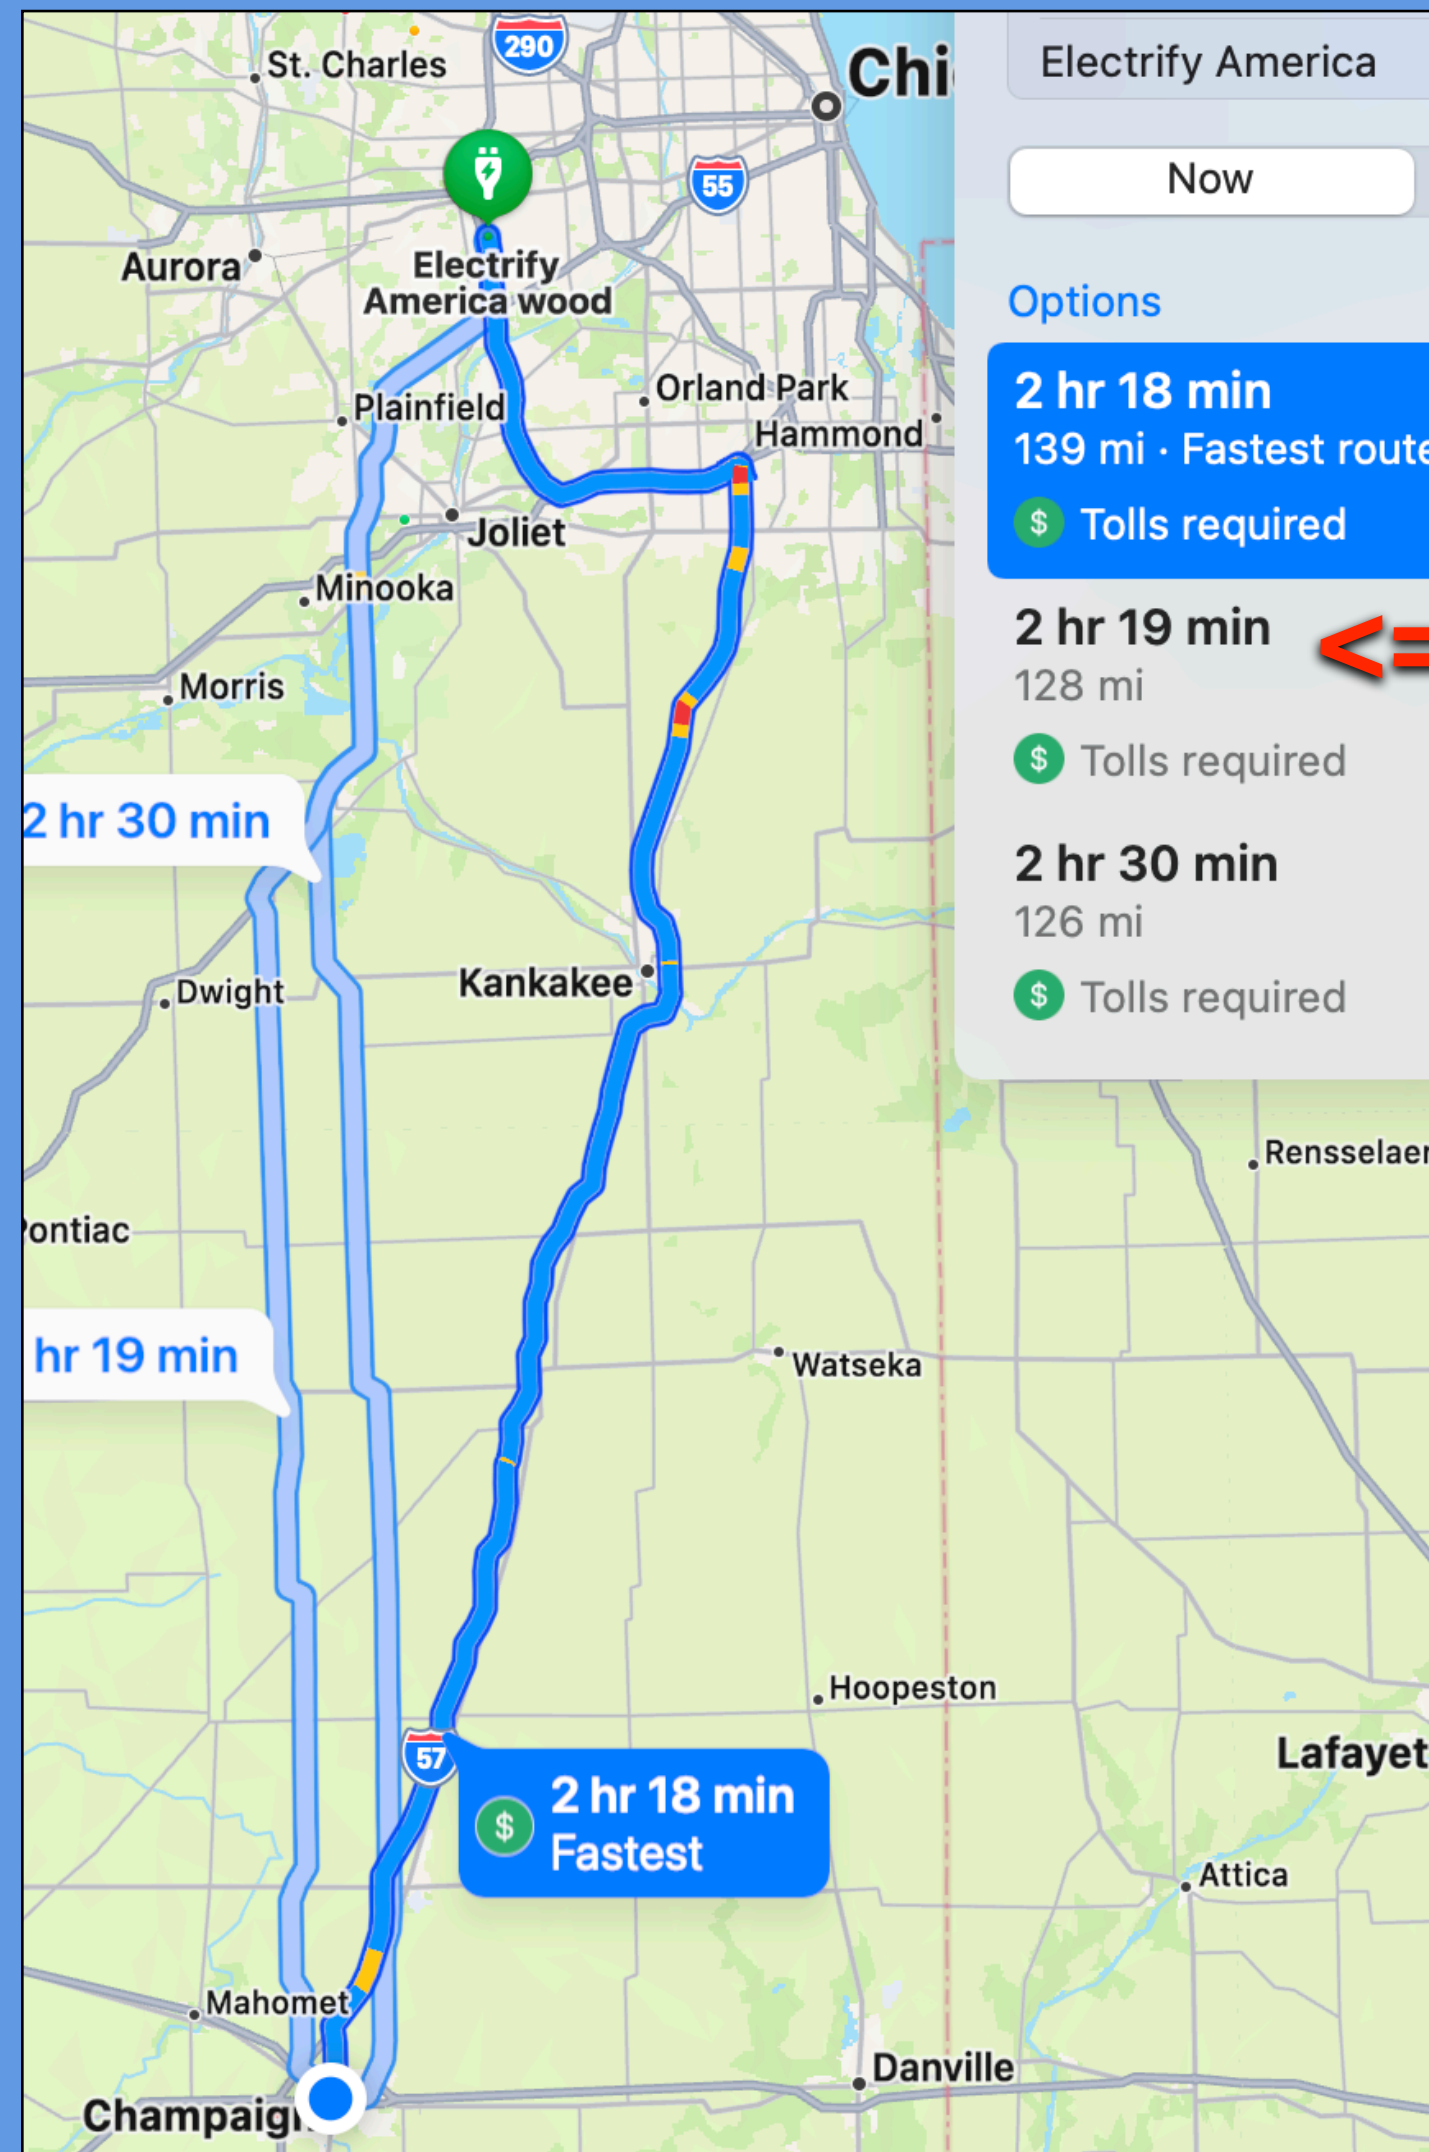 290
St. Charles
Chi
55
Aurora
Electrify
America wood
Orland Park
Plainfield
Hammond
Joliet
Minooka
Morris
2 hr 30 min
Dwight
Kankakee
Pontiac
hr 19 min
Watseka
Rensselaer
Hoopeston
57
2 hr 18 min
$
Fastest
Lafayet
Attica
Mahomet
Danville
Champaig
Electrify America
Now
Options
2 hr 18 min
139 mi · Fastest route
$ Tolls required
2 hr 19 min <=
128 mi
$ Tolls required
2 hr 30 min
126 mi
$ Tolls required